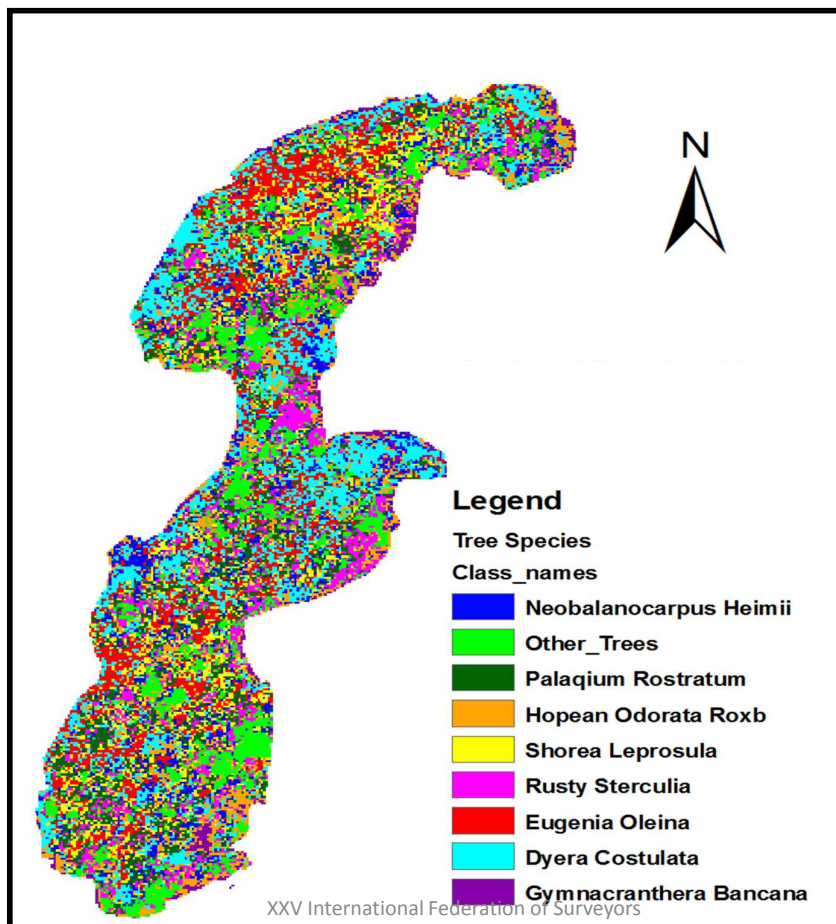 N
Legend
Tree Species
Class_names
Neobalanocarpus Heimii
Other_Trees
Palaqium Rostratum
Hopean Odorata Roxb
Shorea Leprosula
Rusty Sterculia
Eugenia Oleina
Dyera Costulata
Gymnacranthera Bancana
XXV International Federation of Surveyors